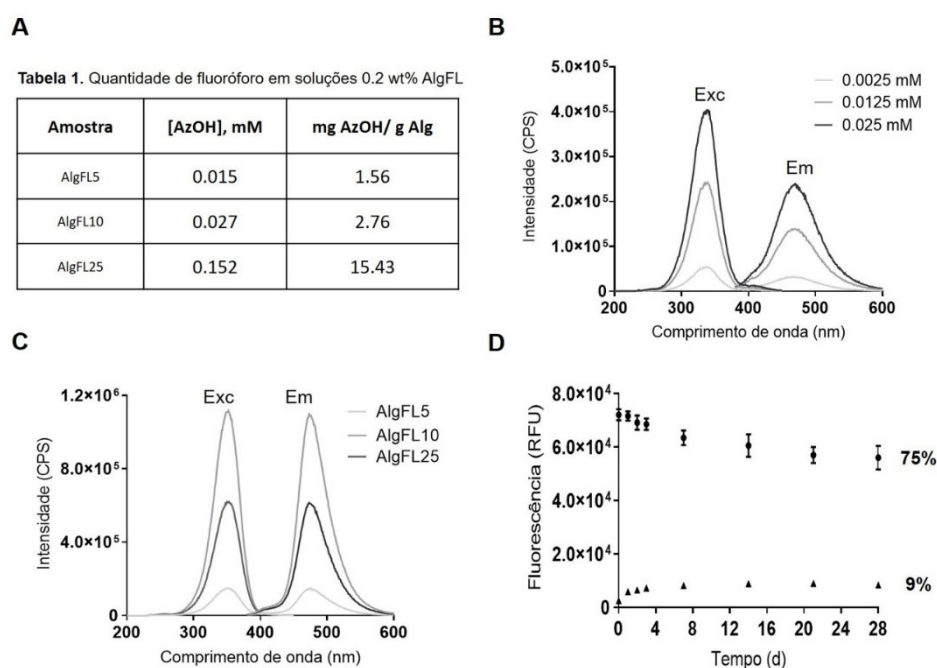 A
Tabela 1. Quantidade de fluoróforo em soluções 0.2 wt% AlgFL
Amostra [AzOH], mM mg AzOH/ g Alg
AlgFL5 0.015 1.56
AlgFL10 0.027 2.76
AlgFL25 0.152 15.43
B
Intensidade (CPS)
5.0×10⁵
4.0×10⁵
3.0×10⁵
2.0×10⁵
1.0×10⁵
0
Exc
Em
0.0025 mM
0.0125 mM
0.025 mM
200 300 400 500 600
Comprimento de onda (nm)
C
Intensidade (CPS)
1.2×10⁶
8.0×10⁵
4.0×10⁵
0
Exc Em
AlgFL5
AlgFL10
AlgFL25
200 300 400 500 600
Comprimento de onda (nm)
D
Fluorescência (RFU)
8.0×10⁴
6.0×10⁴
4.0×10⁴
2.0×10⁴
0
75%
9%
0 4 8 12 16 20 24 28
Tempo (d)